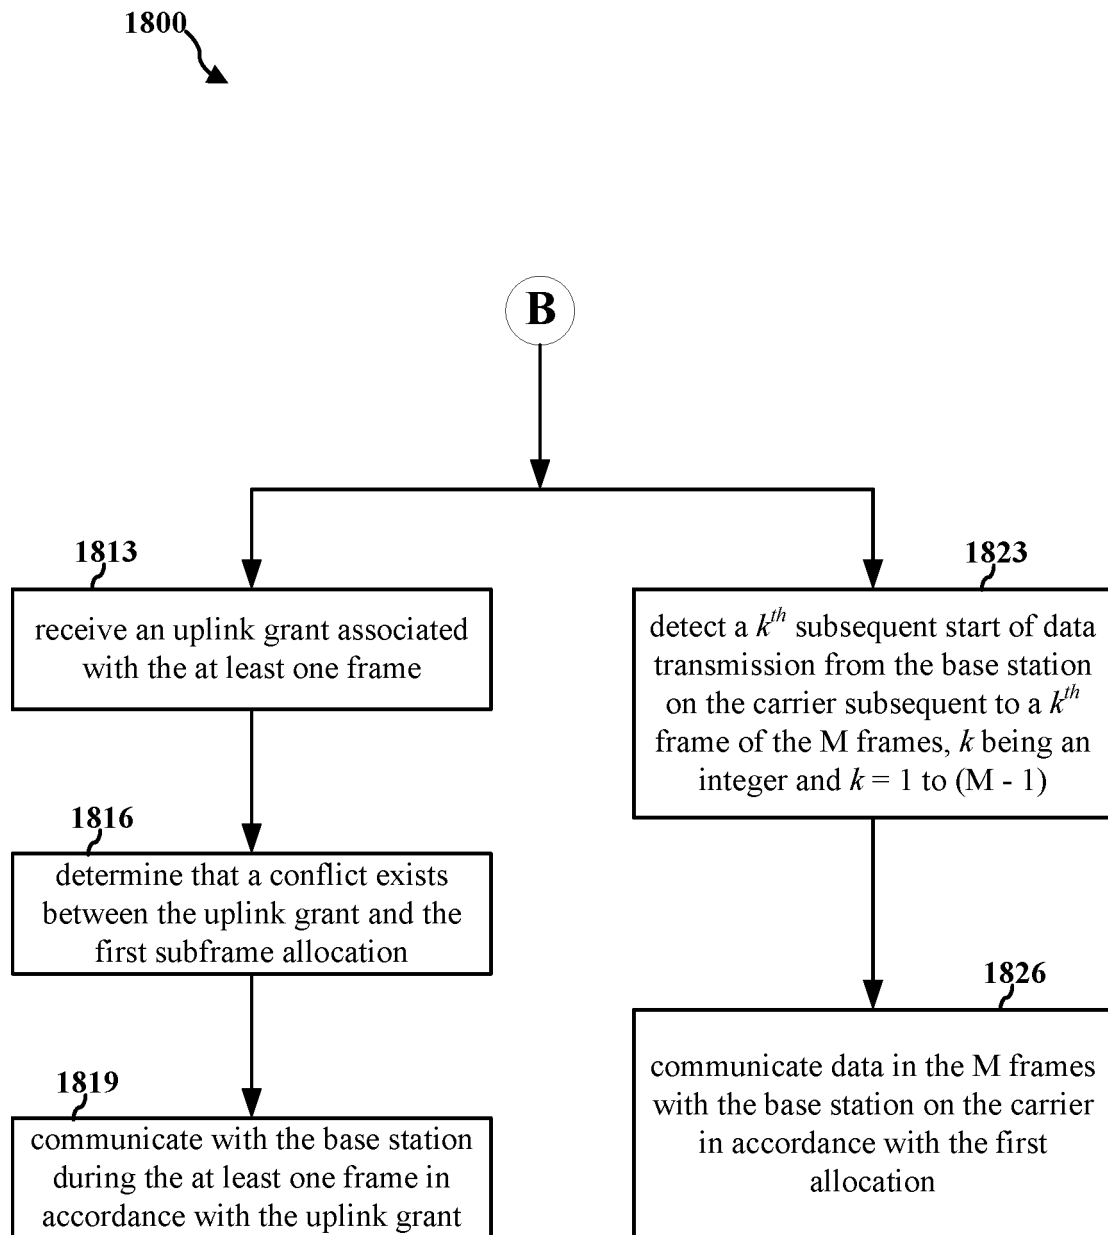 1800
B
1813
receive an uplink grant associated
with the at least one frame
1816
determine that a conflict exists
between the uplink grant and the
first subframe allocation
1819
communicate with the base station
during the at least one frame in
accordance with the uplink grant
1823
detect a kth subsequent start of data
transmission from the base station
on the carrier subsequent to a kth
frame of the M frames, k being an
integer and k = 1 to (M - 1)
1826
communicate data in the M frames
with the base station on the carrier
in accordance with the first
allocation